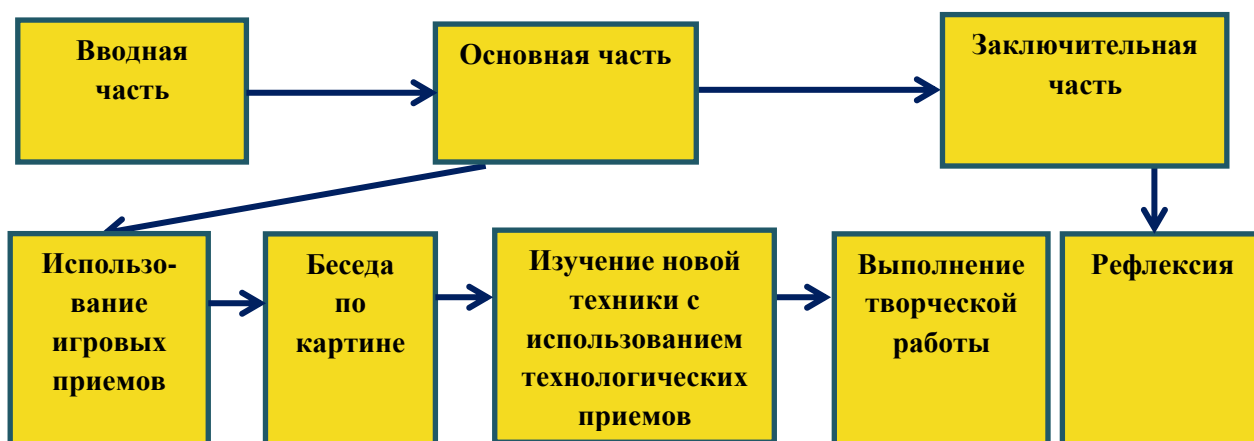 Вводная
часть
Основная часть
Заключительная
часть
Использо-
вание
игровых
приемов
Беседа
по
картине
Изучение новой
техники с
использованием
технологических
приемов
Выполнение
творческой
работы
Рефлексия